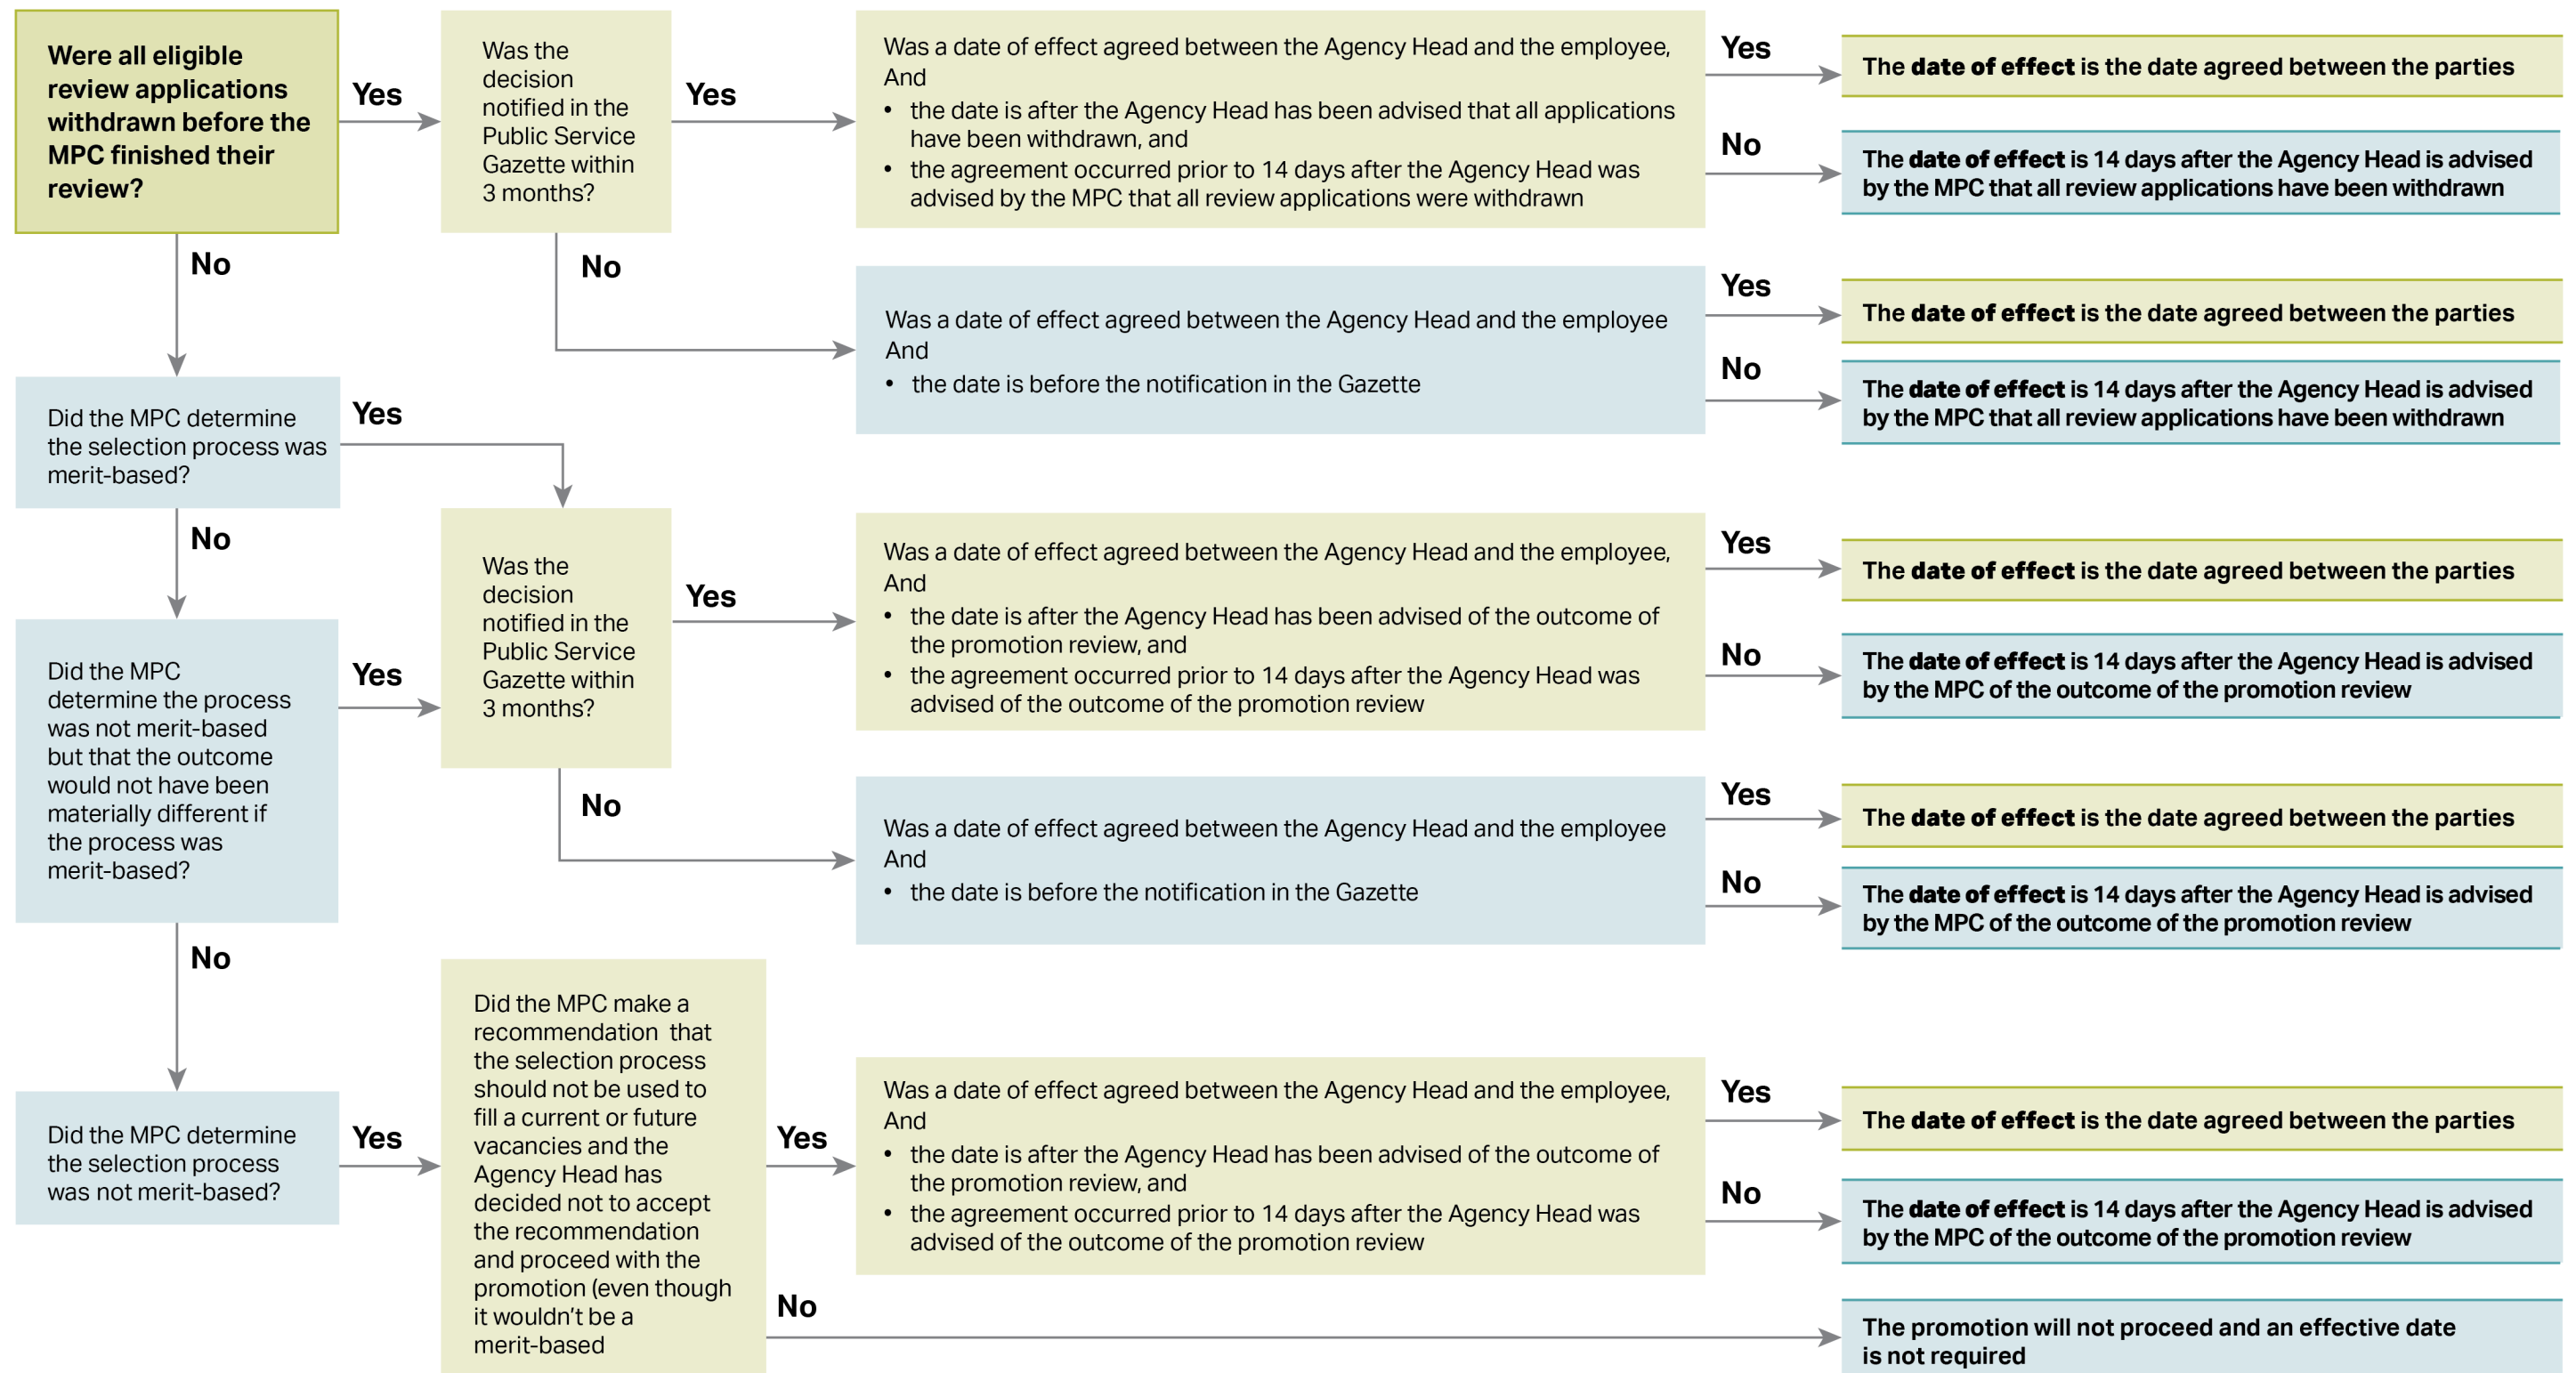 Were all eligible
review applications
withdrawn before the
MPC finished their
review?
Yes
No
Was the
decision
notified in the
Public Service
Gazette within
3 months?
Yes
No
Was a date of effect agreed between the Agency Head and the employee,
And
• the date is after the Agency Head has been advised that all applications
have been withdrawn, and
• the agreement occurred prior to 14 days after the Agency Head was
advised by the MPC that all review applications were withdrawn
Yes
The date of effect is the date agreed between the parties
No
The date of effect is 14 days after the Agency Head is advised
by the MPC that all review applications have been withdrawn
Was a date of effect agreed between the Agency Head and the employee
And
• the date is before the notification in the Gazette
Yes
The date of effect is the date agreed between the parties
No
The date of effect is 14 days after the Agency Head is advised
by the MPC that all review applications have been withdrawn
Did the MPC determine
the selection process was
merit-based?
Yes
No
Did the MPC
determine the process
was not merit-based
but that the outcome
would not have been
materially different if
the process was
merit-based?
Yes
No
Was the
decision
notified in the
Public Service
Gazette within
3 months?
Yes
No
Was a date of effect agreed between the Agency Head and the employee,
And
• the date is after the Agency Head has been advised of the outcome of
the promotion review, and
• the agreement occurred prior to 14 days after the Agency Head was
advised of the outcome of the promotion review
Yes
The date of effect is the date agreed between the parties
No
The date of effect is 14 days after the Agency Head is advised
by the MPC of the outcome of the promotion review
Was a date of effect agreed between the Agency Head and the employee
And
• the date is before the notification in the Gazette
Yes
The date of effect is the date agreed between the parties
No
The date of effect is 14 days after the Agency Head is advised
by the MPC of the outcome of the promotion review
Did the MPC determine
the selection process
was not merit-based?
Yes
Did the MPC make a
recommendation that
the selection process
should not be used to
fill a current or future
vacancies and the
Agency Head has
decided not to accept
the recommendation
and proceed with the
promotion (even though
it wouldn't be a
merit-based
Yes
No
Was a date of effect agreed between the Agency Head and the employee,
And
• the date is after the Agency Head has been advised of the outcome of
the promotion review, and
• the agreement occurred prior to 14 days after the Agency Head was
advised of the outcome of the promotion review
Yes
The date of effect is the date agreed between the parties
No
The date of effect is 14 days after the Agency Head is advised
by the MPC of the outcome of the promotion review
The promotion will not proceed and an effective date
is not required